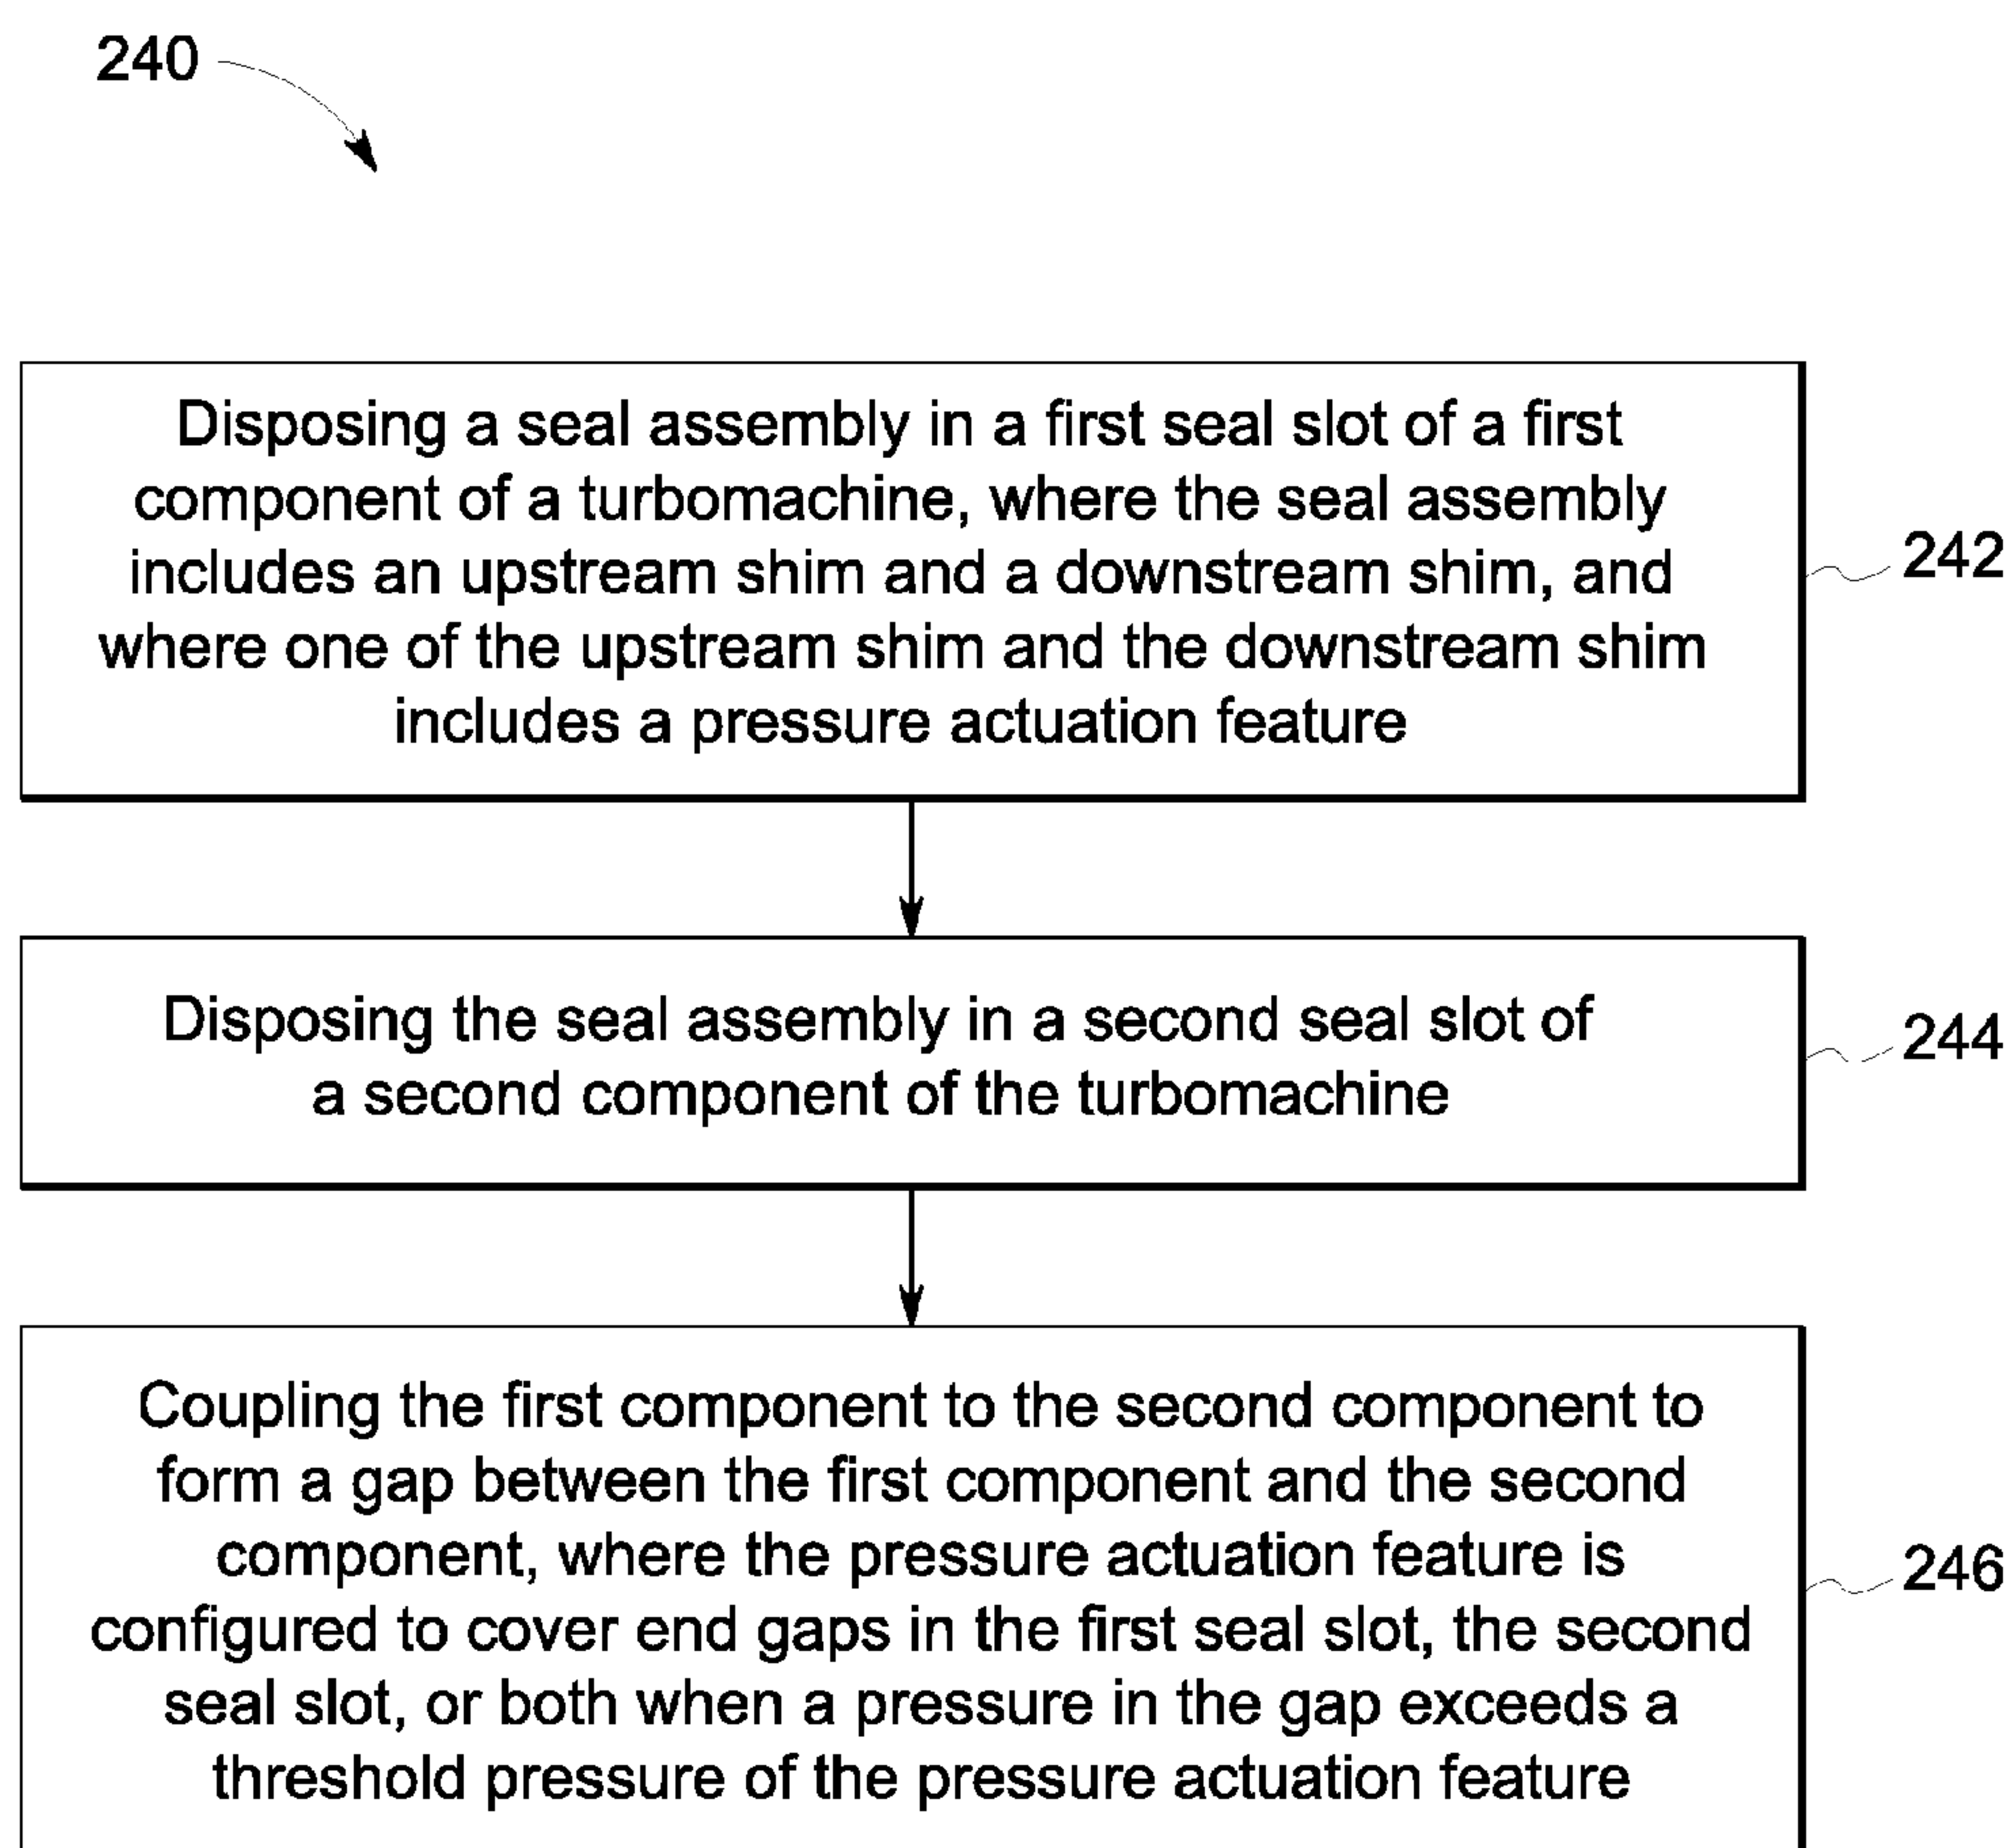 240
Disposing a seal assembly in a first seal slot of a first
component of a turbomachine, where the seal assembly
includes an upstream shim and a downstream shim, and
where one of the upstream shim and the downstream shim
includes a pressure actuation feature
242
Disposing the seal assembly in a second seal slot of
a second component of the turbomachine
244
Coupling the first component to the second component to
form a gap between the first component and the second
component, where the pressure actuation feature is
configured to cover end gaps in the first seal slot, the second
seal slot, or both when a pressure in the gap exceeds a
threshold pressure of the pressure actuation feature
246